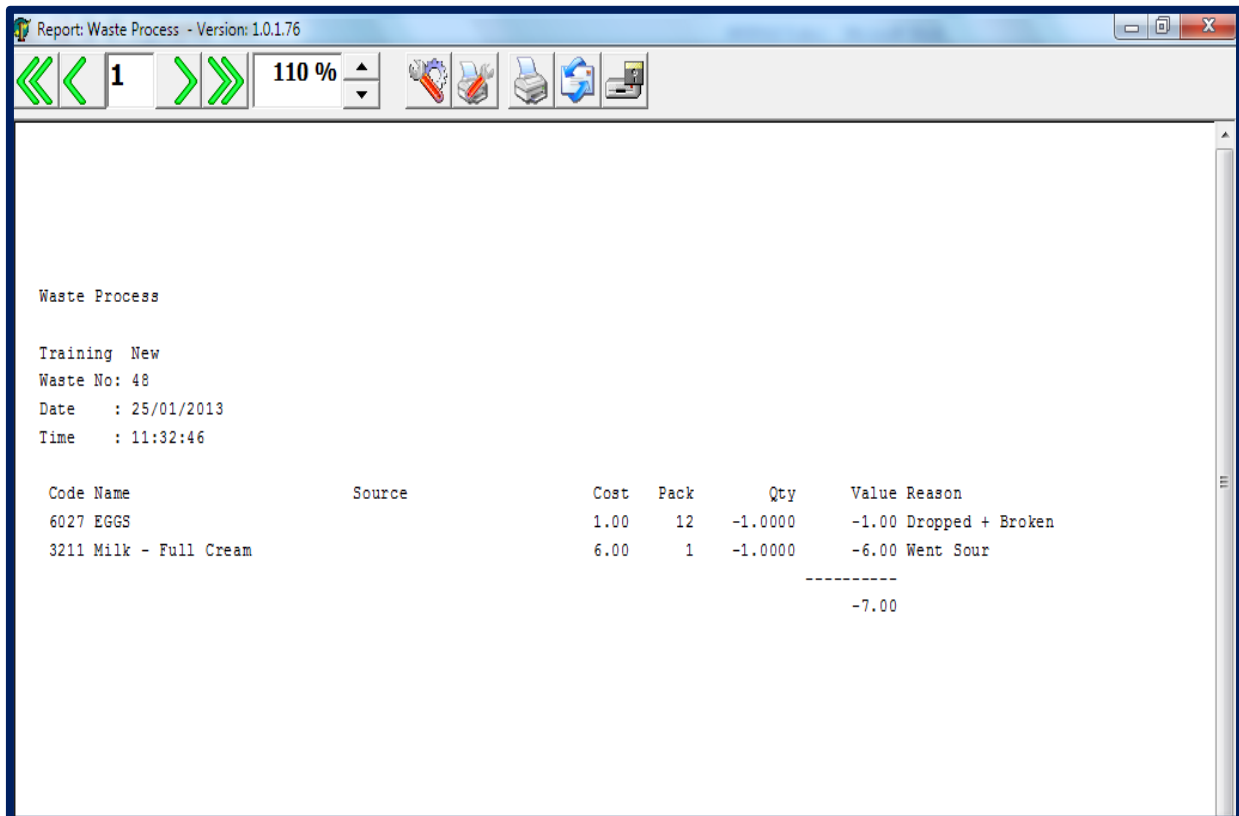 Report: Waste Process - Version: 1.0.1.76
1 110 %
Waste Process
Training New
Waste No: 48
Date : 25/01/2013
Time : 11:32:46
Code Name Source Cost Pack Qty Value Reason
6027 EGGS 1.00 12 -1.0000 -1.00 Dropped + Broken
3211 Milk - Full Cream 6.00 1 -1.0000 -6.00 Went Sour
----------
-7.00